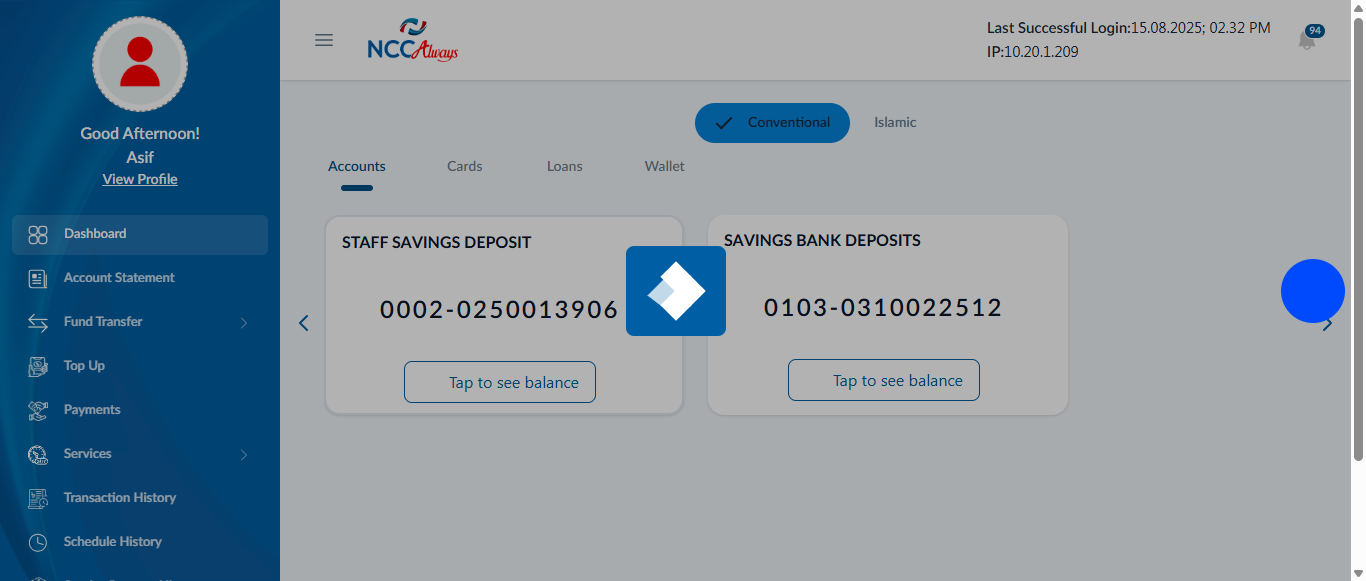 Good Afternoon!
Asif
View Profile
Dashboard
Account Statement
Fund Transfer
Top Up
Payments
Services
Transaction History
Schedule History
NCC Always
Last Successful Login:15.08.2025; 02.32 PM
IP:10.20.1.209
94
Conventional
Islamic
Accounts Cards Loans Wallet
STAFF SAVINGS DEPOSIT
0002-0250013906
Tap to see balance
SAVINGS BANK DEPOSITS
0103-0310022512
Tap to see balance